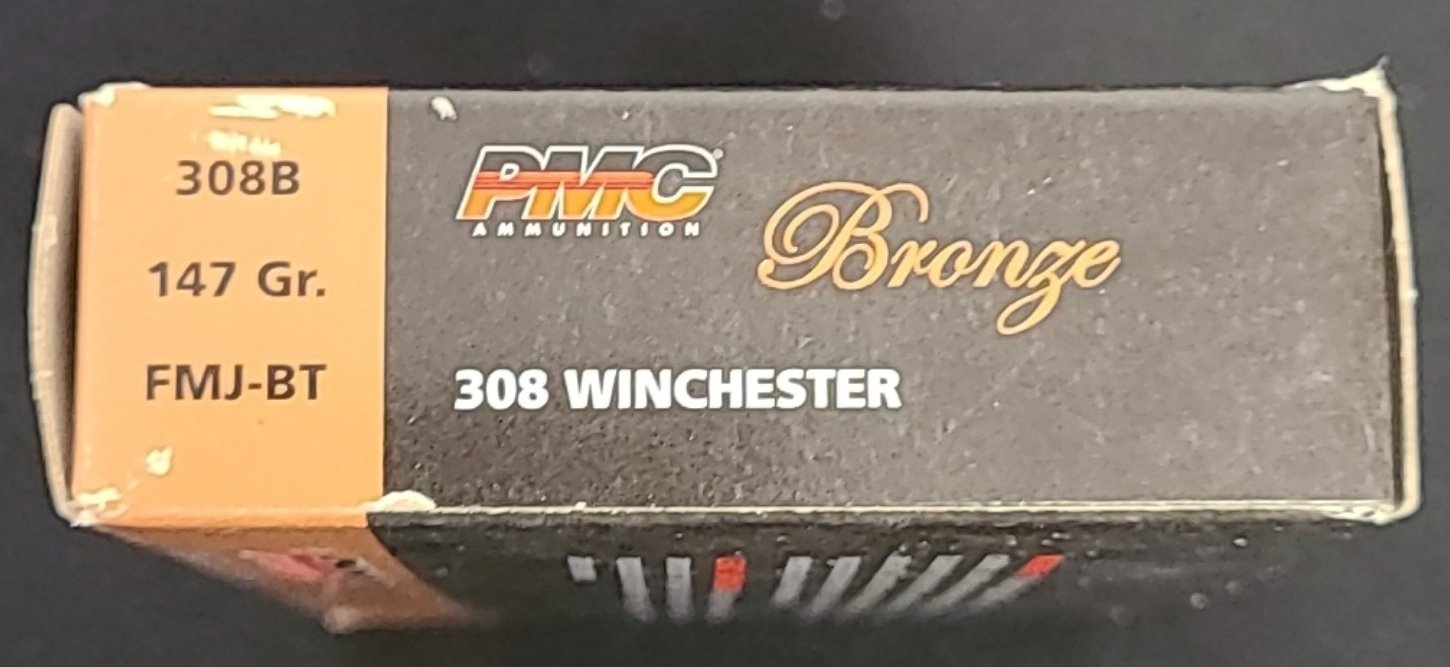 308B
147 Gr.
FMJ-BT
PMC®
AMMUNITION
Bronze
308 WINCHESTER